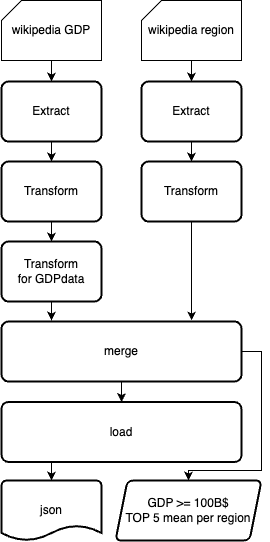 wikipedia GDP
wikipedia region
Extract
Extract
Transform
Transform
Transform
for GDPdata
merge
load
json
GDP >= 100B$
TOP 5 mean per region